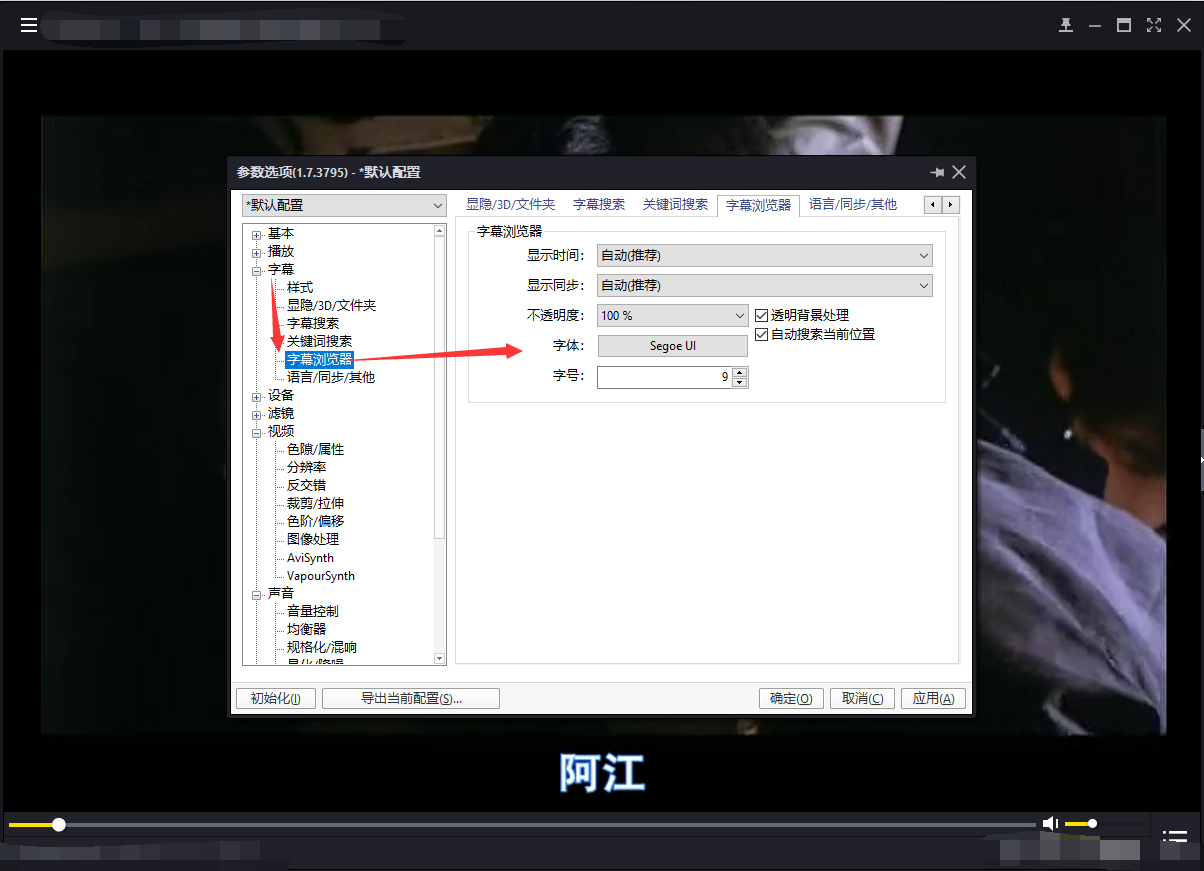 参数选项(1.7.3795) - *默认配置
*默认配置
显隐/3D/文件夹 字幕搜索 关键词搜索 字幕浏览器 语言/同步/其他
基本
播放
字幕
样式
显隐/3D/文件夹
字幕搜索
关键词搜索
字幕浏览器
语言/同步/其他
设备
滤镜
视频
色隙/属性
分辨率
反交错
裁剪/拉伸
色阶/偏移
图像处理
AviSynth
VapourSynth
声音
音量控制
均衡器
规格化/混响
字幕浏览器
显示时间: 自动(推荐)
显示同步: 自动(推荐)
不透明度: 100 % 透明背景处理
自动搜索当前位置
字体: Segoe UI
字号: 9
初始化(I) 导出当前配置(S)... 确定(O) 取消(C) 应用(A)
阿江